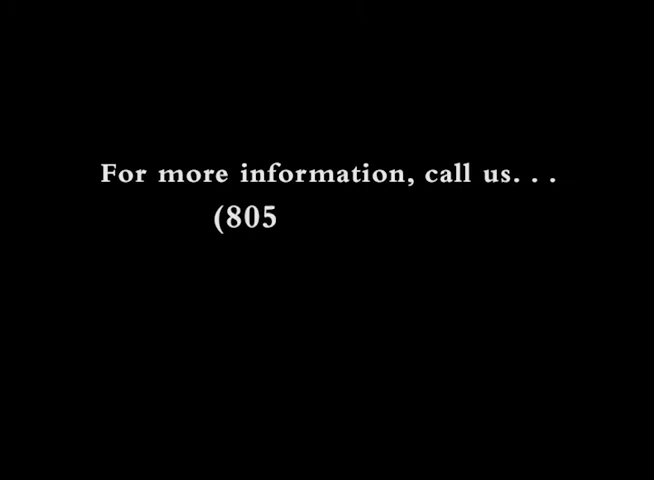 For more information, call us. . .
(805